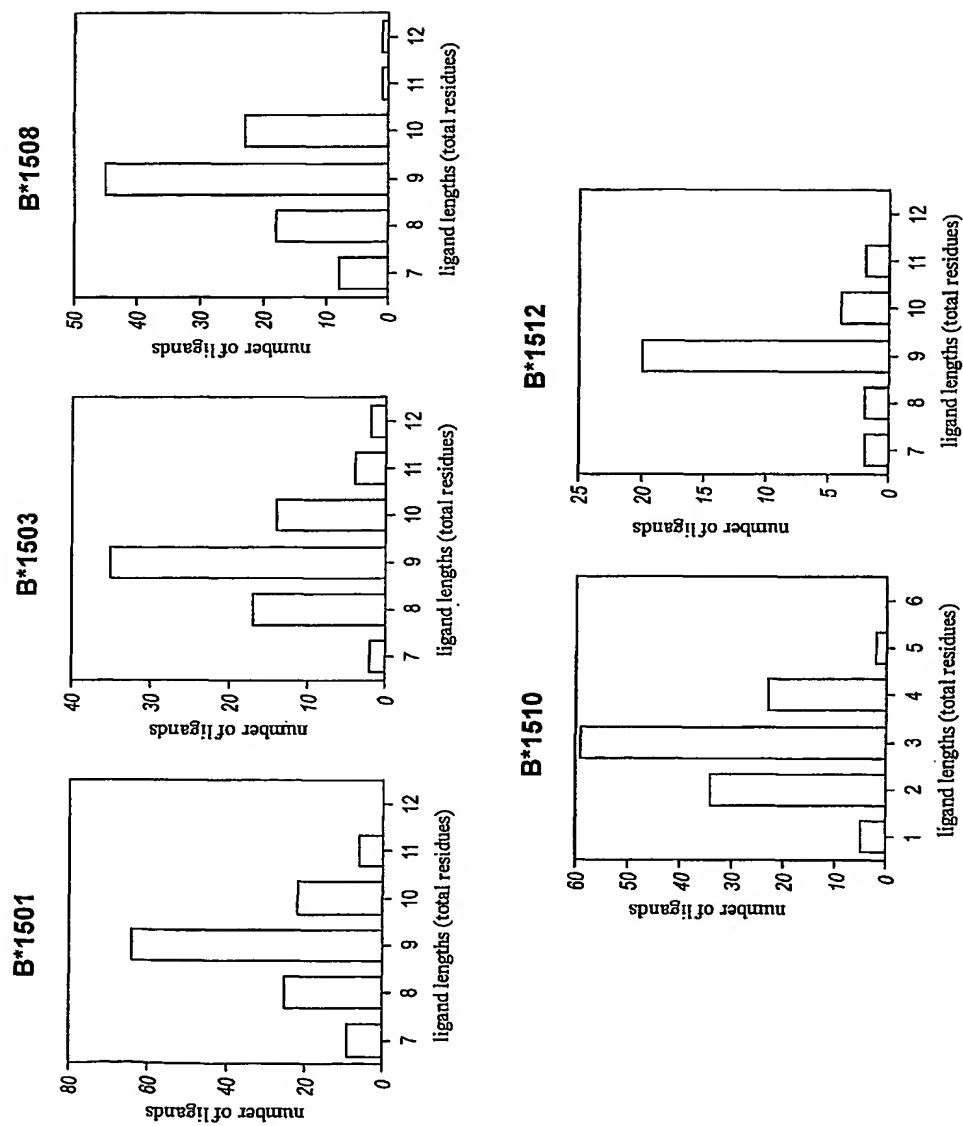 B*1501
80
60
40
20
0
number of ligands
7 8 9 10 11 12
ligand lengths (total residues)
B*1503
40
30
20
10
0
number of ligands
7 8 9 10 11 12
ligand lengths (total residues)
B*1508
50
40
30
20
10
0
number of ligands
7 8 9 10 11 12
ligand lengths (total residues)
B*1510
60
50
40
30
20
10
0
number of ligands
1 2 3 4 5 6
ligand lengths (total residues)
B*1512
25
20
15
10
5
0
number of ligands
7 8 9 10 11 12
ligand lengths (total residues)